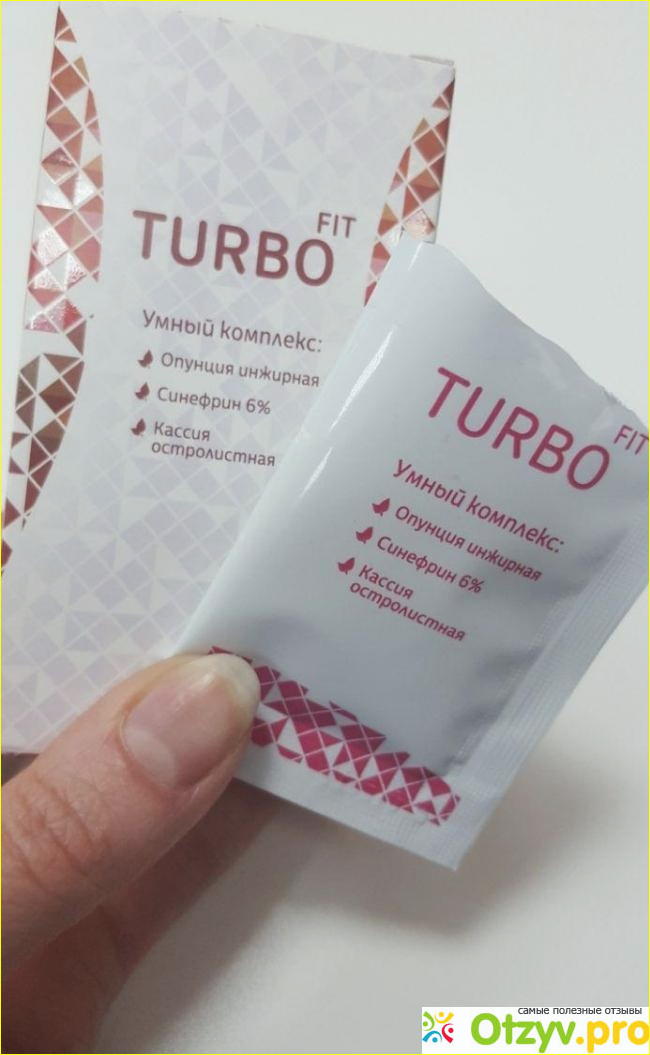 TURBO FIT
Умный комплекс:
Опунция инжирная
Синефрин 6%
Кассия
остролистная
TURBO FIT
Умный комплекс:
Опунция инжирная
Синефрин 6%
Кассия
остролистная
самые полезные отзывы
Otzyv.pro